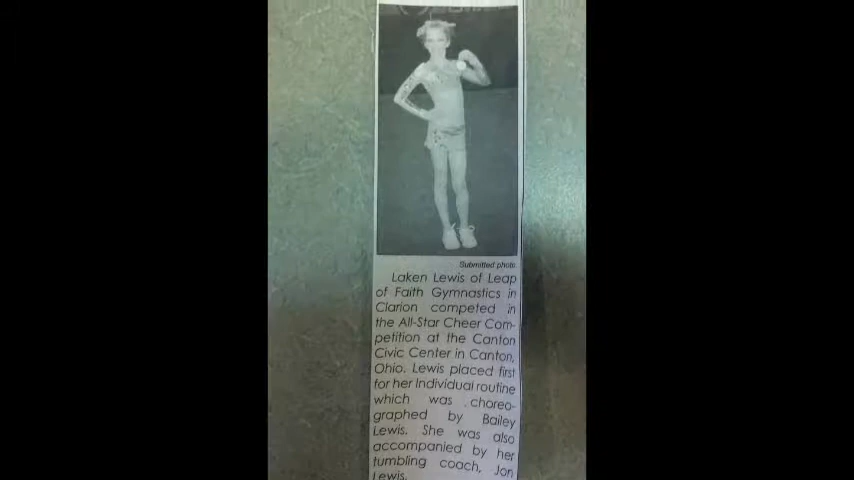 Submitted photo
Laken Lewis of Leap
of Faith Gymnastics in
Clarion competed in
the All-Star Cheer Com-
petition at the Canton
Civic Center in Canton,
Ohio. Lewis placed first
for her Individual routine
which was choreo-
graphed by Bailey
Lewis. She was also
accompanied by her
tumbling coach, Jon
Lewis.